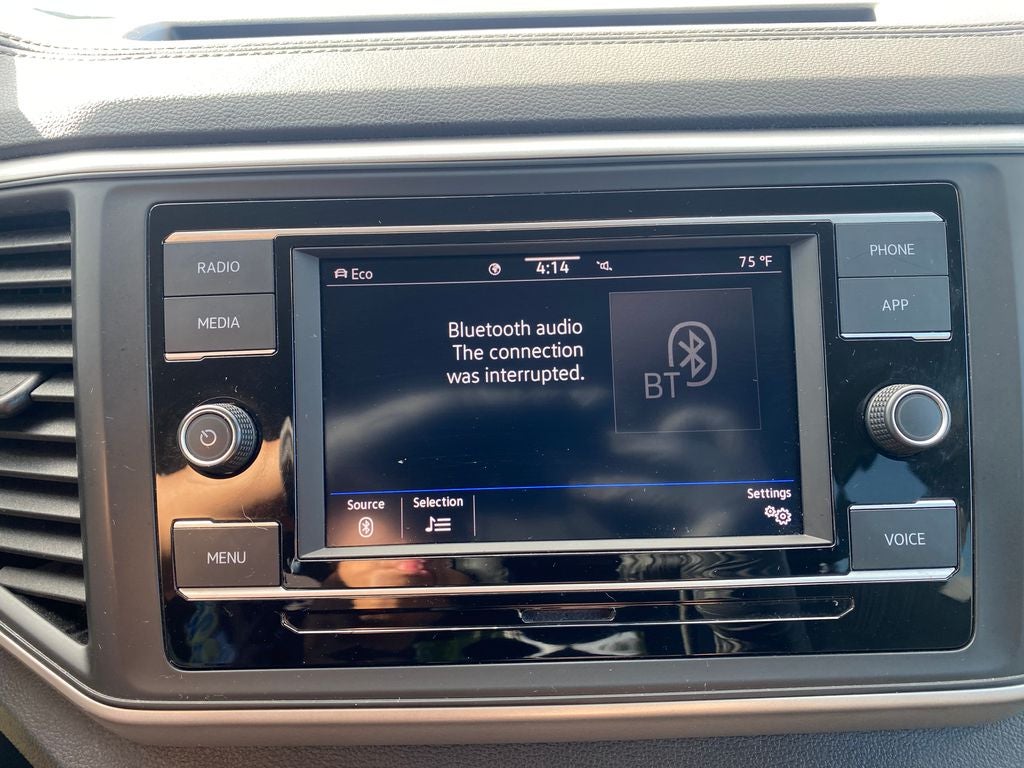 RADIO
MEDIA
MENU
Eco
4:14
75 °F
Bluetooth audio
The connection
was interrupted.
BT
Source
Selection
Settings
PHONE
APP
VOICE